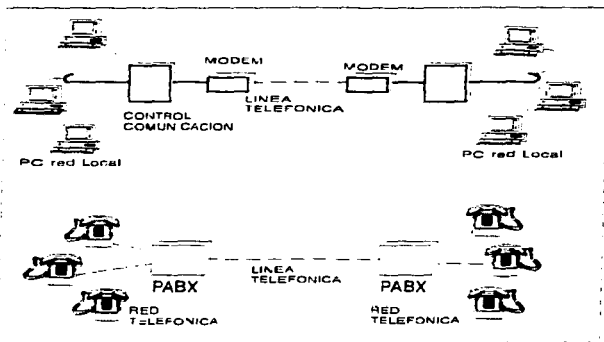 MODEM
MODEM
LINEA
TELEFONICA
CONTROL
COMUNICACION
PC red Local
PC red Local
LINEA
TELEFONICA
PABX
PABX
RED
TELEFONICA
RED
TELEFONICA